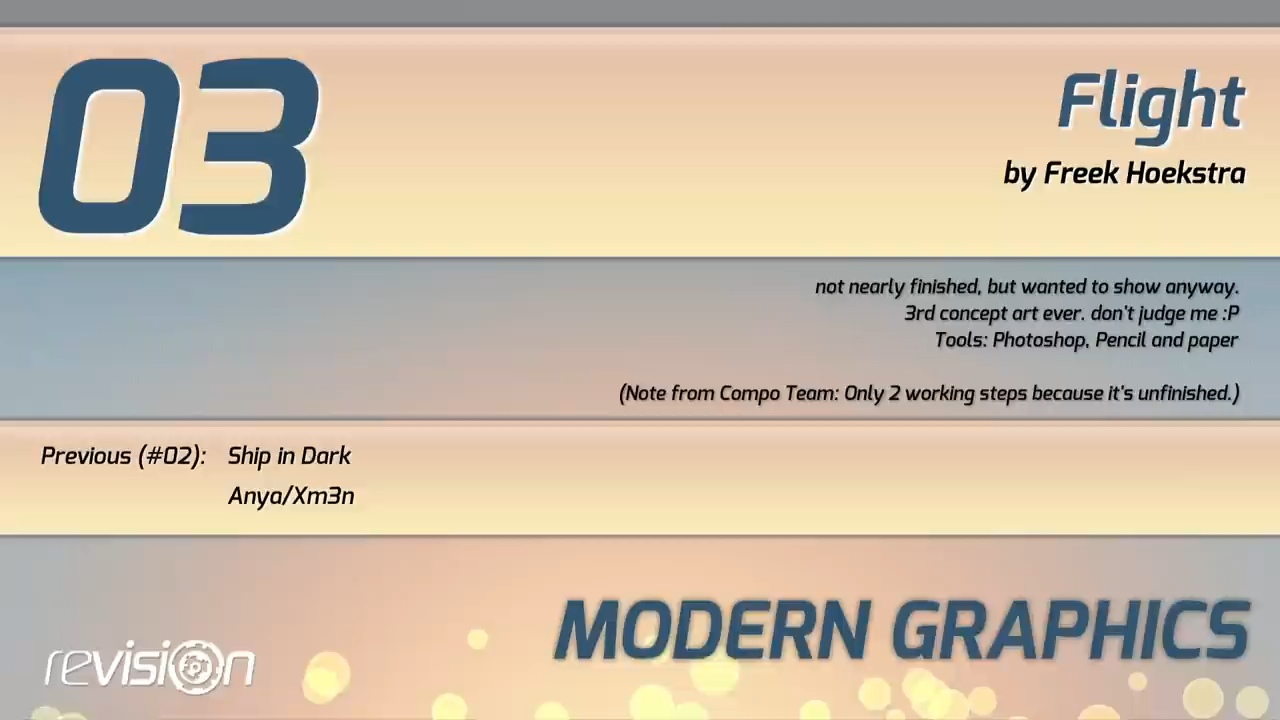 03
Flight
by Freek Hoekstra
not nearly finished, but wanted to show anyway.
3rd concept art ever. don't judge me :P
Tools: Photoshop, Pencil and paper
(Note from Compo Team: Only 2 working steps because it's unfinished.)
Previous (#02): Ship in Dark
Anya/Xm3n
MODERN GRAPHICS
revision